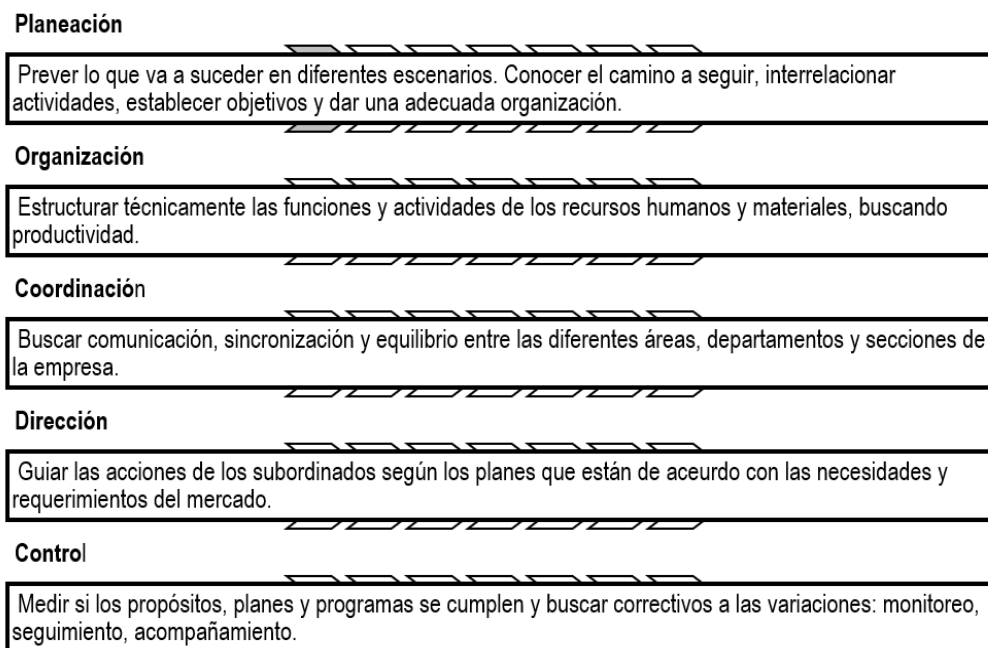 Planeación
Prever lo que va a suceder en diferentes escenarios. Conocer el camino a seguir, interrelacionar
actividades, establecer objetivos y dar una adecuada organización.
Organización
Estructurar técnicamente las funciones y actividades de los recursos humanos y materiales, buscando
productividad.
Coordinación
Buscar comunicación, sincronización y equilibrio entre las diferentes áreas, departamentos y secciones de
la empresa.
Dirección
Guiar las acciones de los subordinados según los planes que están de aceurdo con las necesidades y
requerimientos del mercado.
Control
Medir si los propósitos, planes y programas se cumplen y buscar correctivos a las variaciones: monitoreo,
seguimiento, acompañamiento.